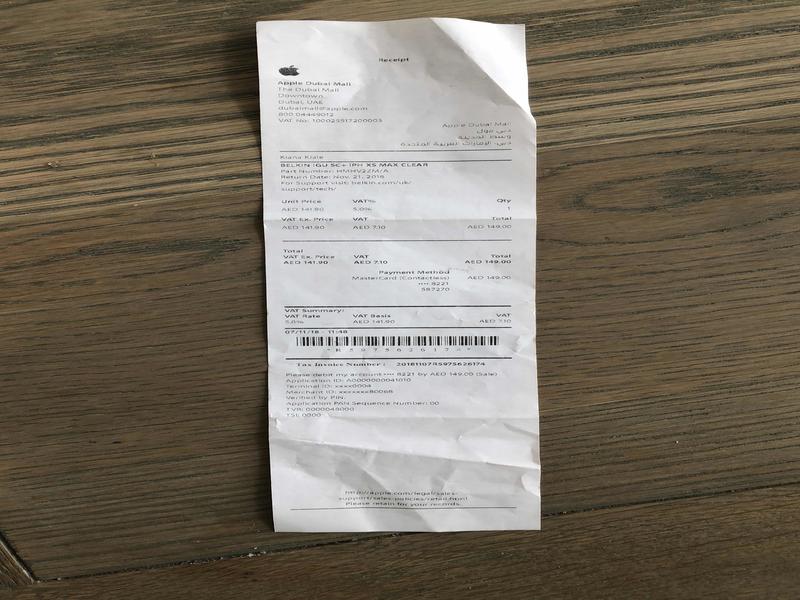 Receipt
Apple Dubai Mall
The Dubai Mall
Downtown
Dubai, UAE
dubaimall@apple.com
800 04449012
VAT No: 100025517200003
Apple Dubai Mall
دبي مول
وسط المدينة
دبي، الإمارات العربية المتحدة
Kiana Kiale
BELKIN IGU SC+ IPH XS MAX CLEAR
Part Number: HMHV2ZM/A
Return Date: Nov. 21, 2018
For Support visit: belkin.com/uk/
support/tech/
Unit Price VAT% Qty
AED 141.90 5.0% 1
VAT Ex. Price VAT Total
AED 141.90 AED 7.10 AED 149.00
Total
VAT Ex. Price VAT Total
AED 141.90 AED 7.10 AED 149.00
Payment Method
MasterCard (Contactless) AED 149.00
8221
587270
VAT Summary:
VAT Rate VAT Basis VAT
5.0% AED 141.90 AED 7.10
07/11/18 - 11:48
*R5975626174*
Tax Invoice Number: 20181107R5975626174
Please debit my account 8221 by AED 149.00 (Sale)
Application ID: A0000000041010
Terminal ID: xxxx0004
Merchant ID: xxxxxxx80068
Verified by PIN.
Application PAN Sequence Number: 00
TVR: 0000048000
TSI: 0000
http://apple.com/legal/sales-
support/sales-policies/retail.html
Please retain for your records.